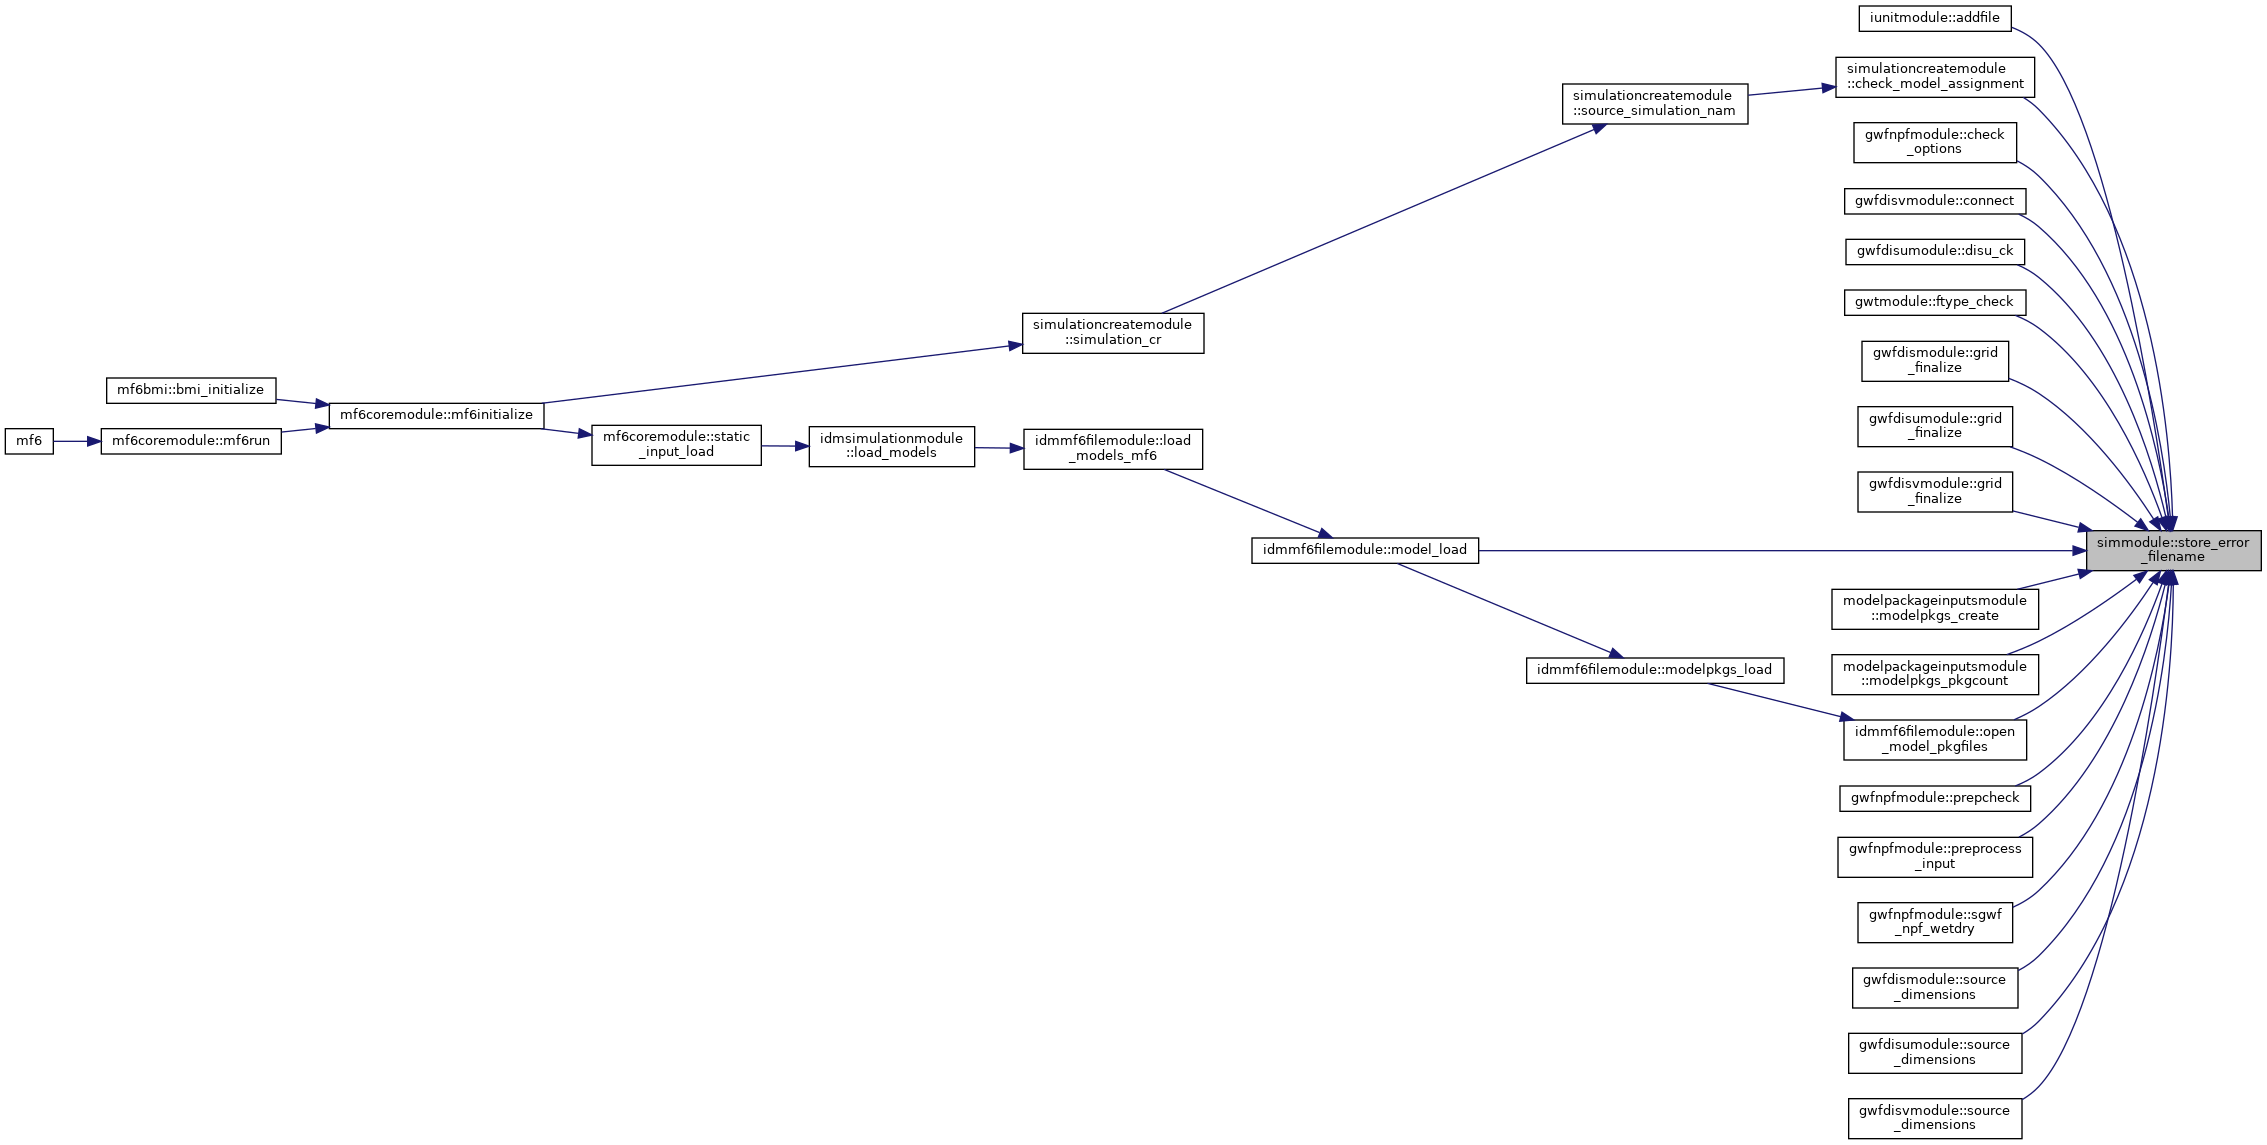 iunitmodule::addfile
simulationcreatemodule
::check_model_assignment
simulationcreatemodule
::source_simulation_nam
gwfnpfmodule::check
_options
gwfdisvmodule::connect
gwfdisumodule::disu_ck
gwtmodule::ftype_check
simulationcreatemodule
::simulation_cr
gwfdismodule::grid
_finalize
mf6bmi::bmi_initialize
mf6coremodule::mf6initialize
gwfdisumodule::grid
_finalize
mf6
mf6coremodule::mf6run
mf6coremodule::static
_input_load
idmsimulationmodule
::load_models
idmmf6filemodule::load
_models_mf6
gwfdisvmodule::grid
_finalize
idmmf6filemodule::model_load
simmodule::store_error
_filename
modelpackageinputsmodule
::modelpkgs_create
idmmf6filemodule::modelpkgs_load
modelpackageinputsmodule
::modelpkgs_pkgcount
idmmf6filemodule::open
_model_pkgfiles
gwfnpfmodule::prepcheck
gwfnpfmodule::preprocess
_input
gwfnpfmodule::sgwf
_npf_wetdry
gwfdismodule::source
_dimensions
gwfdisumodule::source
_dimensions
gwfdisvmodule::source
_dimensions